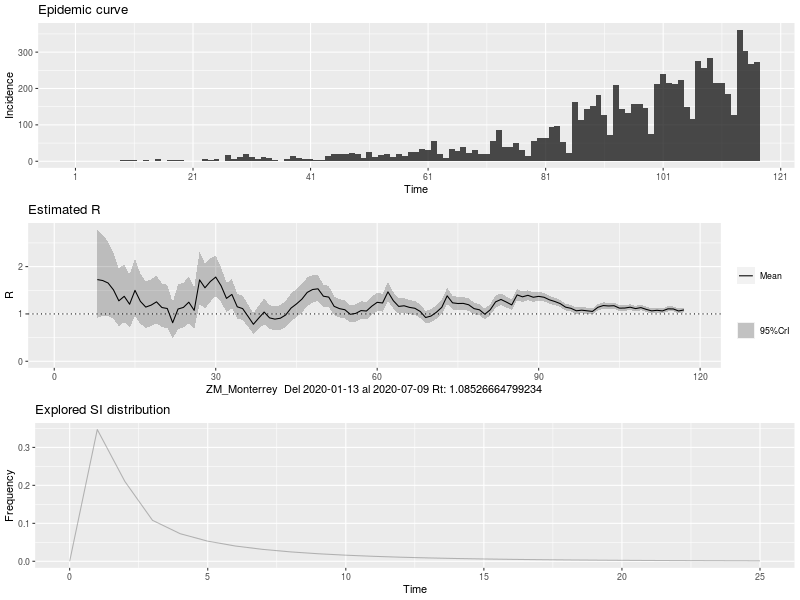 Epidemic curve
300
200
100
0
Incidence
1 21 41 61 81 101 121
Time
Estimated R
2
1
0
R
0 30 60 90 120
ZM_Monterrey Del 2020-01-13 al 2020-07-09 Rt: 1.08526664799234
Mean
95%CrI
Explored SI distribution
0.3
0.2
0.1
0.0
Frequency
0 5 10 15 20 25
Time